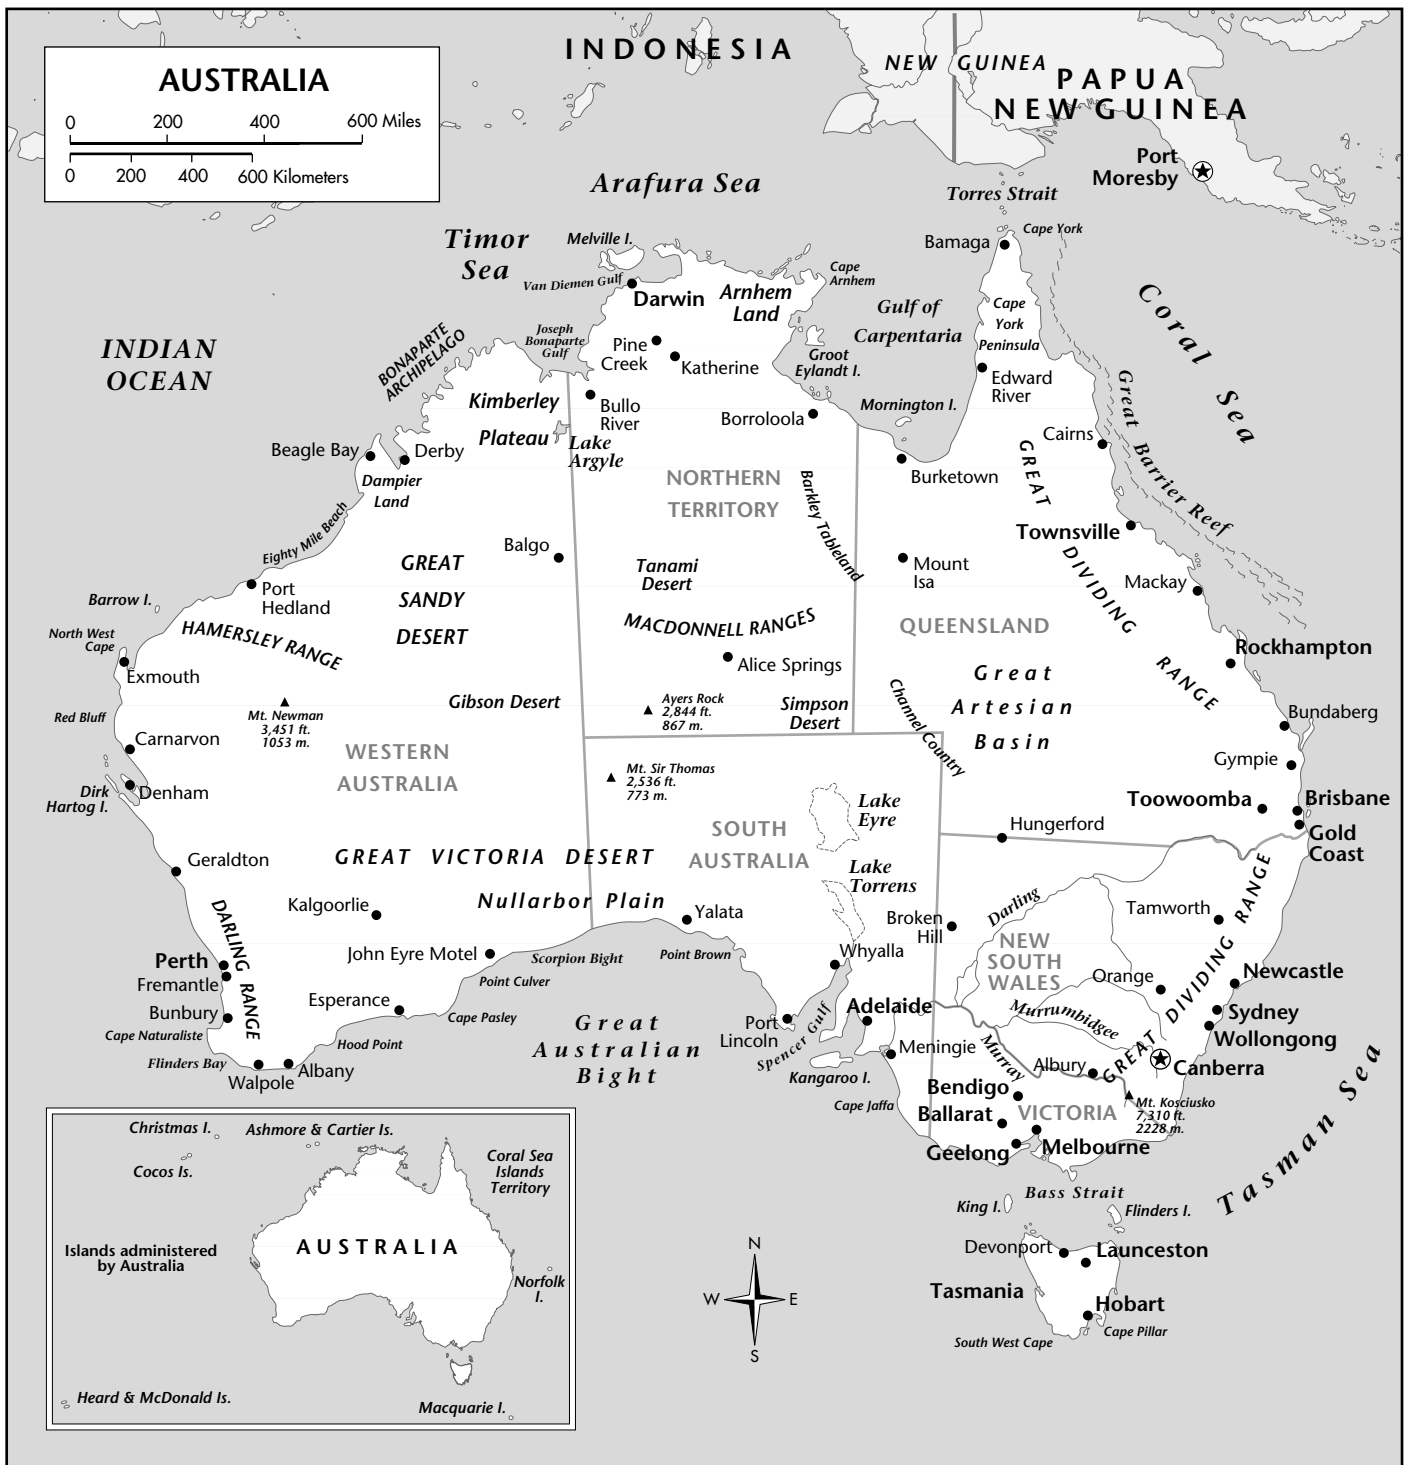 AUSTRALIA
0 200 400 600 Miles
0 200 400 600 Kilometers
INDONESIA
NEW GUINEA
PAPUA
NEW GUINEA
Port
Moresby
Arafura Sea
Torres Strait
Timor
Sea
Melville I.
Van Diemen Gulf
Darwin
Arnhem
Land
Cape
Arnhem
Bamaga
Cape York
Gulf of
Carpentaria
Cape
York
Peninsula
Coral Sea
INDIAN
OCEAN
BONAPARTE
ARCHIPELAGO
Joseph
Bonaparte
Gulf
Pine
Creek
Katherine
Groot
Eylandt I.
Edward
River
Great Barrier Reef
Kimberley
Plateau
Bullo
River
Lake
Argyle
Borroloola
Mornington I.
Cairns
Beagle Bay
Derby
Dampier
Land
NORTHERN
TERRITORY
Barkley Tableland
Burketown
GREAT DIVIDING RANGE
Townsville
Eighty Mile Beach
Balgo
GREAT
SANDY
DESERT
Tanami
Desert
Mount
Isa
Mackay
Port
Hedland
Barrow I.
North West
Cape
HAMERSLEY RANGE
MACDONNELL RANGES
QUEENSLAND
Rockhampton
Exmouth
Alice Springs
Great
Artesian
Basin
Red Bluff
Mt. Newman
3,451 ft.
1053 m.
Gibson Desert
Ayers Rock
2,844 ft.
867 m.
Simpson
Desert
Channel Country
Bundaberg
Carnarvon
WESTERN
AUSTRALIA
Mt. Sir Thomas
2,536 ft.
773 m.
Gympie
Dirk
Hartog I.
Denham
Lake
Eyre
Toowoomba
Brisbane
Gold
Coast
SOUTH
AUSTRALIA
Hungerford
Geraldton
GREAT VICTORIA DESERT
Lake
Torrens
Nullarbor Plain
Kalgoorlie
Yalata
Broken
Hill
Darling
Tamworth
DARLING RANGE
GREAT DIVIDING RANGE
Perth
Fremantle
John Eyre Motel
Scorpion Bight
Point Brown
Whyalla
NEW
SOUTH
WALES
Orange
Newcastle
Point Culver
Bunbury
Esperance
Cape Pasley
Cape Naturaliste
Hood Point
Great
Australian
Bight
Port
Lincoln
Spencer Gulf
Adelaide
Murrumbidgee
Sydney
Wollongong
Flinders Bay
Walpole
Albany
Kangaroo I.
Meningie
Murray
Albury
Canberra
Cape Jaffa
Bendigo
Ballarat
VICTORIA
Mt. Kosciusko
7,310 ft.
2228 m.
Geelong
Melbourne
Tasman Sea
Bass Strait
King I.
Flinders I.
Devonport
Launceston
Tasmania
Hobart
South West Cape
Cape Pillar
N
W E
S
Christmas I.
Ashmore & Cartier Is.
Cocos Is.
Coral Sea
Islands
Territory
Islands administered
by Australia
AUSTRALIA
Norfolk
I.
Heard & McDonald Is.
Macquarie I.